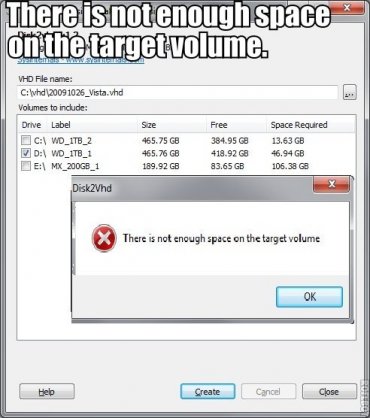 There is not enough space
on the target volume.
Sysinternals - www.sysinternals.com
VHD File name:
C:\vhd\20091026_Vista.vhd
...
Volumes to include:
Drive Label Size Free Space Required
C:\ WD_1TB_2 465.75 GB 384.95 GB 13.63 GB
D:\ WD_1TB_1 465.76 GB 418.92 GB 46.94 GB
E:\ MX_200GB_1 189.92 GB 83.65 GB 106.38 GB
Disk2Vhd
There is not enough space on the target volume
OK
Help Create Cancel Close